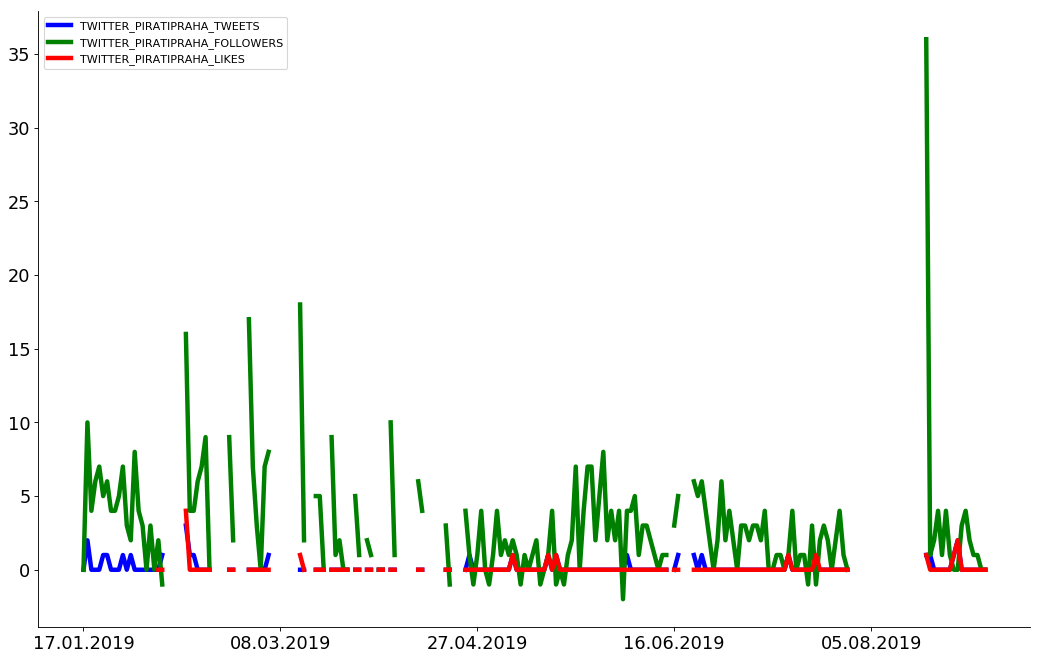 TWITTER_PIRATIPRAHA_TWEETS
TWITTER_PIRATIPRAHA_FOLLOWERS
TWITTER_PIRATIPRAHA_LIKES
35
30
25
20
15
10
5
0
17.01.2019 08.03.2019 27.04.2019 16.06.2019 05.08.2019